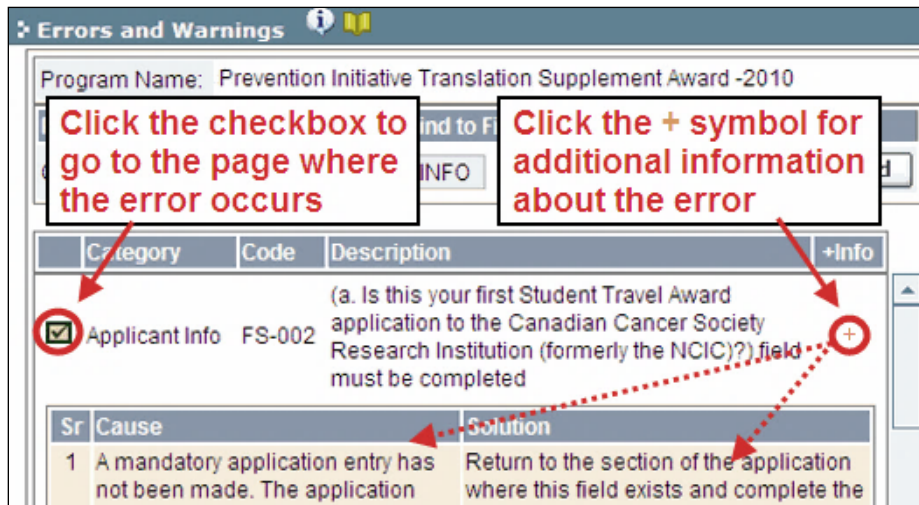 Errors and Warnings
Program Name: Prevention Initiative Translation Supplement Award -2010
Click the checkbox to
go to the page where
the error occurs
ind to Fi
INFO
Click the + symbol for
additional information
about the error
d
Category Code Description +Info
Applicant Info FS-002 (a. Is this your first Student Travel Award
application to the Canadian Cancer Society
Research Institution (formerly the NCIC)?) field
must be completed
+
Sr Cause Solution
1 A mandatory application entry has Return to the section of the application
not been made. The application where this field exists and complete the